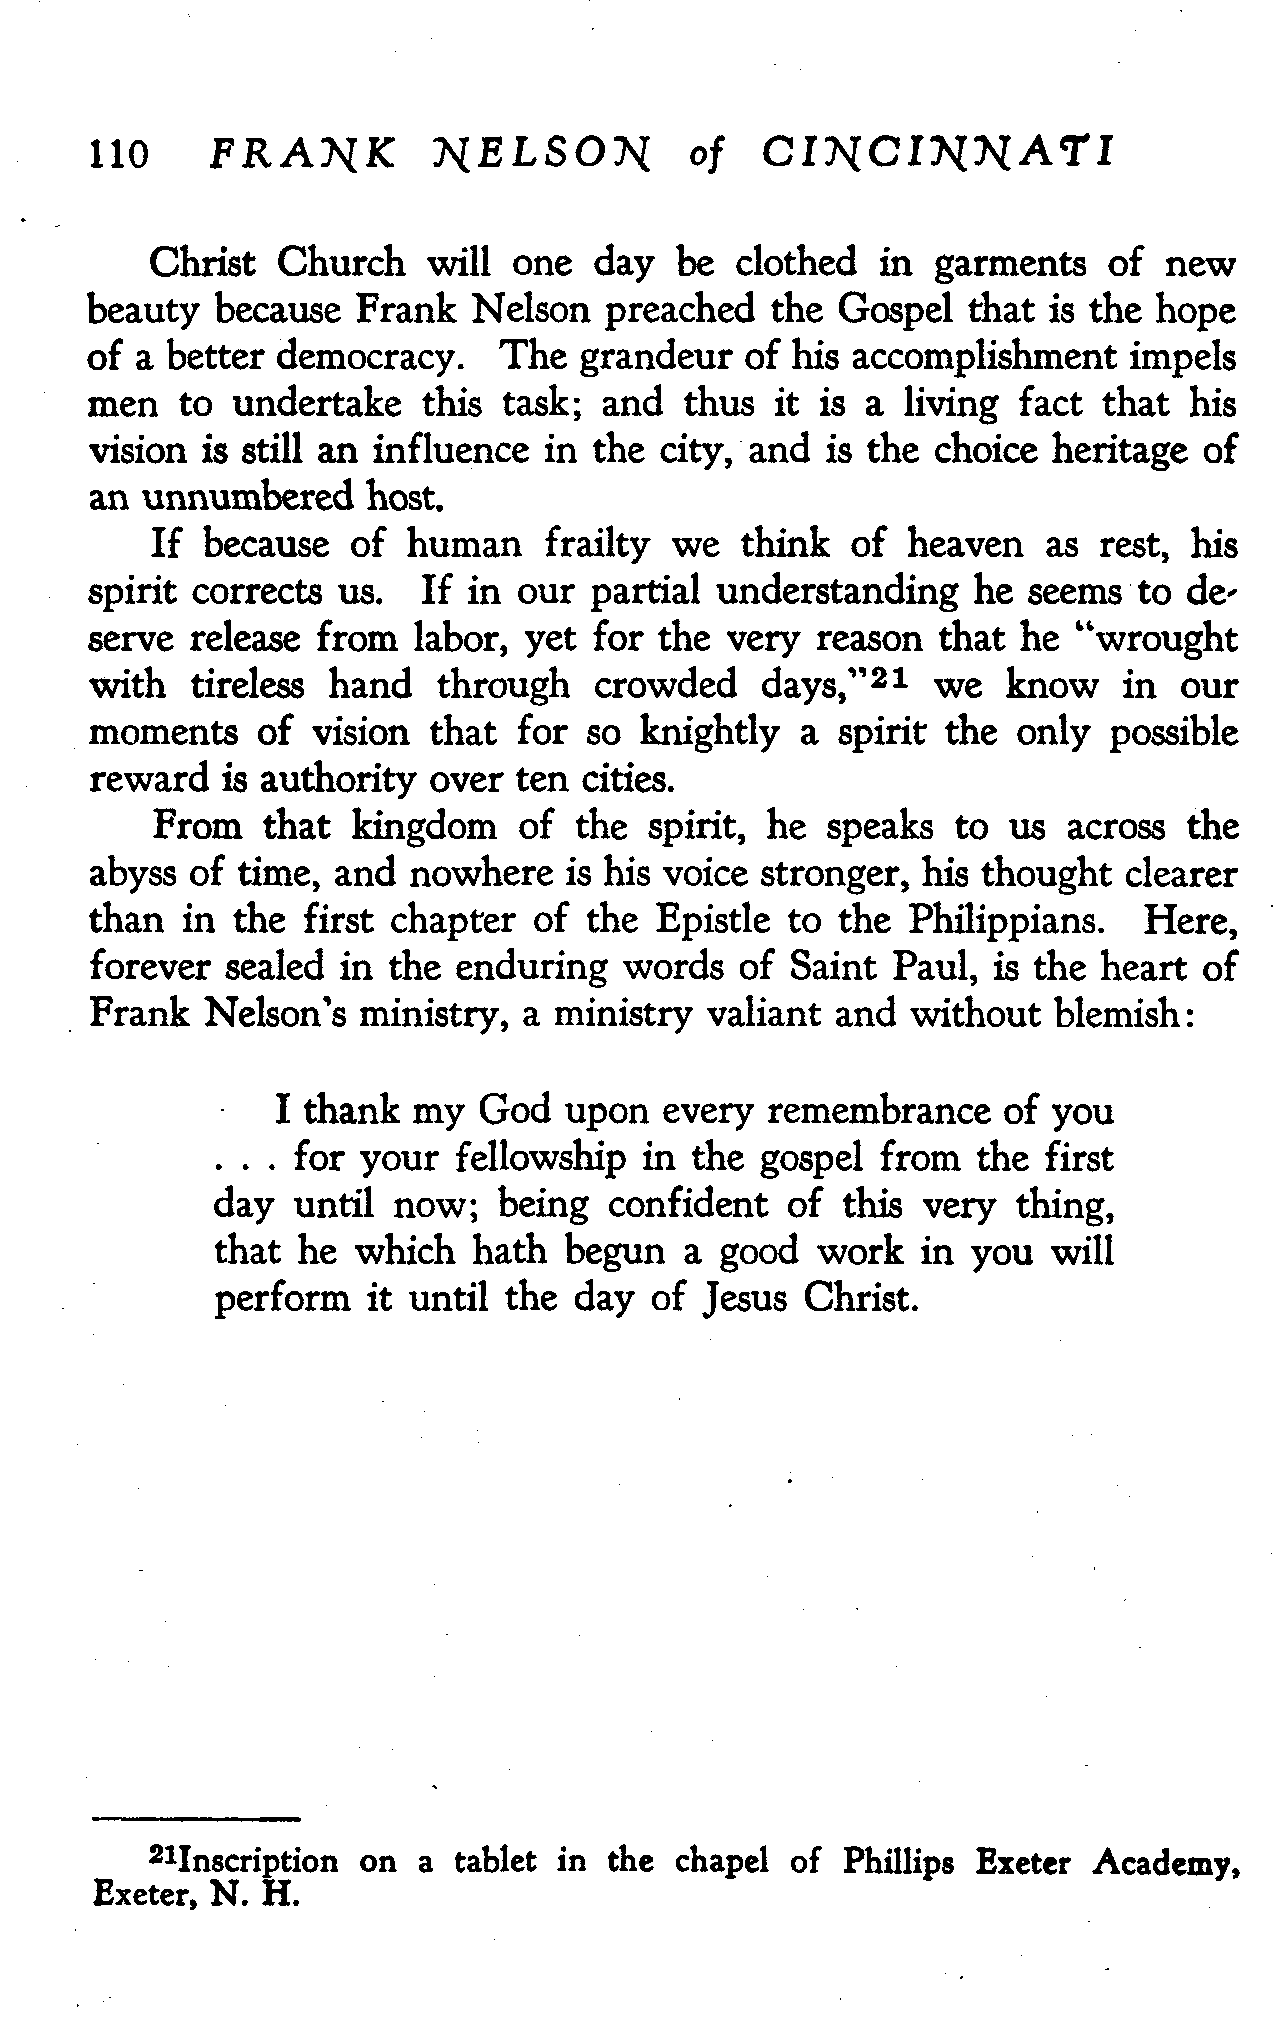 110 FRANK NELSON of CINCINNATI
Christ Church will one day be clothed in garments of new
beauty because Frank Nelson preached the Gospel that is the hope
of a better democracy. The grandeur of his accomplishment impels
men to undertake this task; and thus it is a living fact that his
vision is still an influence in the city, and is the choice heritage of
an unnumbered host.
If because of human frailty we think of heaven as rest, his
spirit corrects us. If in our partial understanding he seems to de-
serve release from labor, yet for the very reason that he “wrought
with tireless hand through crowded days,”21 we know in our
moments of vision that for so knightly a spirit the only possible
reward is authority over ten cities.
From that kingdom of the spirit, he speaks to us across the
abyss of time, and nowhere is his voice stronger, his thought clearer
than in the first chapter of the Epistle to the Philippians. Here,
forever sealed in the enduring words of Saint Paul, is the heart of
Frank Nelson's ministry, a ministry valiant and without blemish:
I thank my God upon every remembrance of you
. . . for your fellowship in the gospel from the first
day until now; being confident of this very thing,
that he which hath begun a good work in you will
perform it until the day of Jesus Christ.
21Inscription on a tablet in the chapel of Phillips Exeter Academy,
Exeter, N. H.